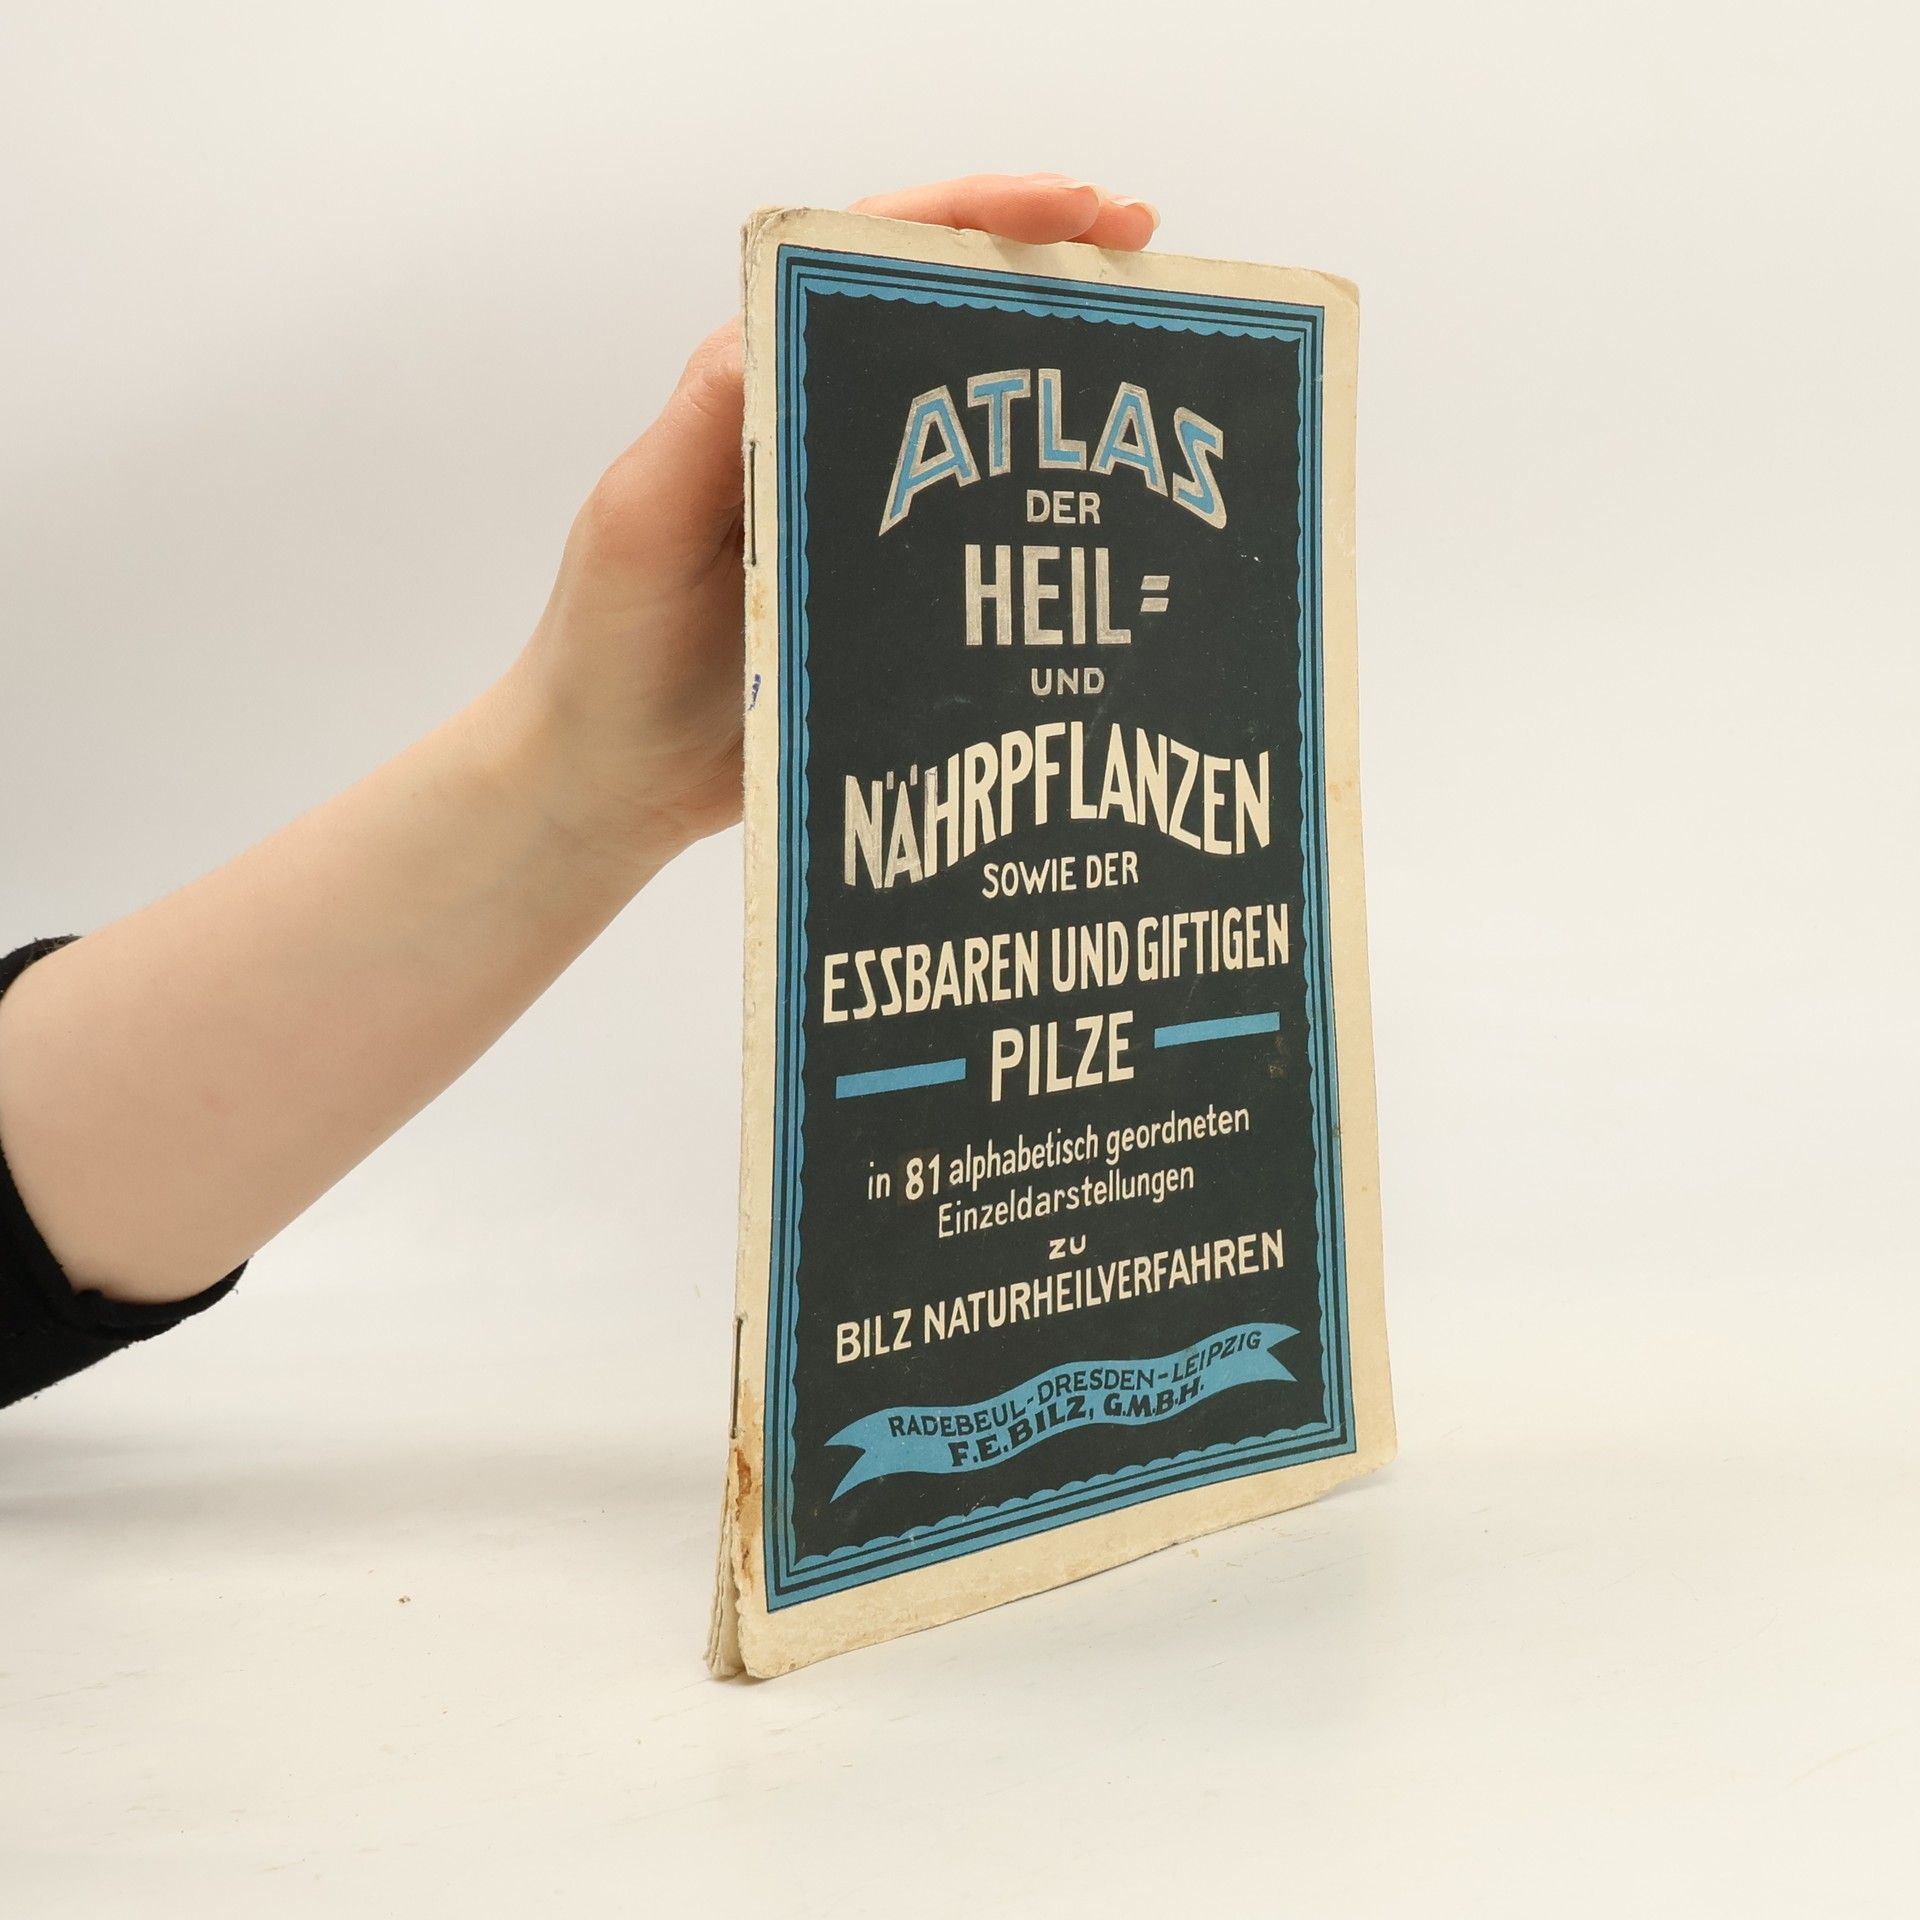 ATLAS
DER
HEIL=
UND
NÄHRPFLANZEN
SOWIE DER
ESSBAREN UND GIFTIGEN
PILZE
in 81 alphabetisch geordneten
Einzeldarstellungen
ZU
BILZ NATURHEILVERFAHREN
RADEBEUL-DRESDEN-LEIPZIG
F.E.BILZ, G.M.B.H.